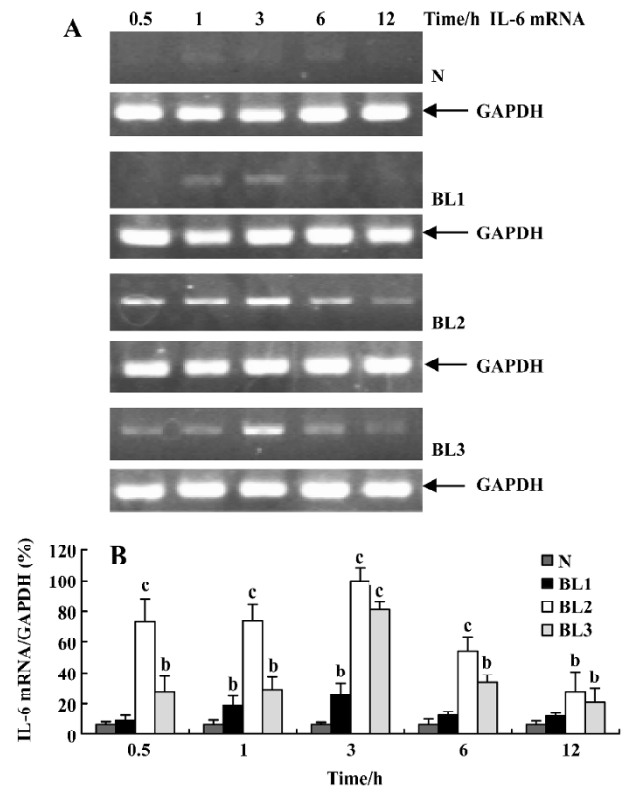 A
0.5 1 3 6 12 Time/h IL-6 mRNA
N
GAPDH
BL1
GAPDH
BL2
GAPDH
BL3
GAPDH
B
IL-6 mRNA/GAPDH (%)
120
100
80
60
40
20
0
c
b
b
c
b
b
c
c
c
b
b
b
N
BL1
BL2
BL3
0.5 1 3 6 12
Time/h